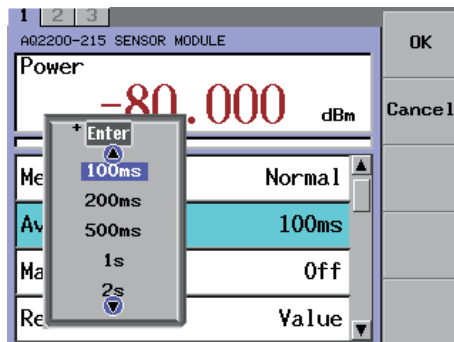 1 2 3
AQ2200-215 SENSOR MODULE
OK
Power
-80.000 dBm
Cancel
+ Enter
100ms
200ms
500ms
1s
2s
Me Normal
Av 100ms
Ma Off
Re Value